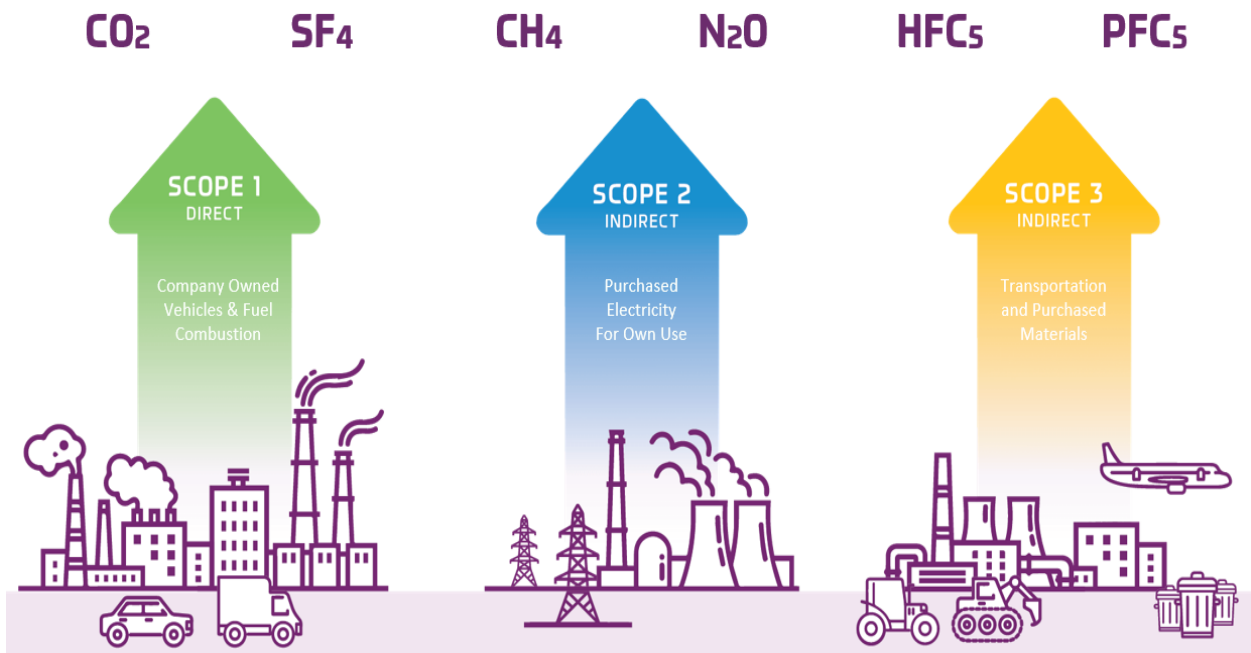 CO₂ SF₄ CH₄ N₂O HFC₅ PFC₅
SCOPE 1
DIRECT
Company Owned
Vehicles & Fuel
Combustion
SCOPE 2
INDIRECT
Purchased
Electricity
For Own Use
SCOPE 3
INDIRECT
Transportation
and Purchased
Materials